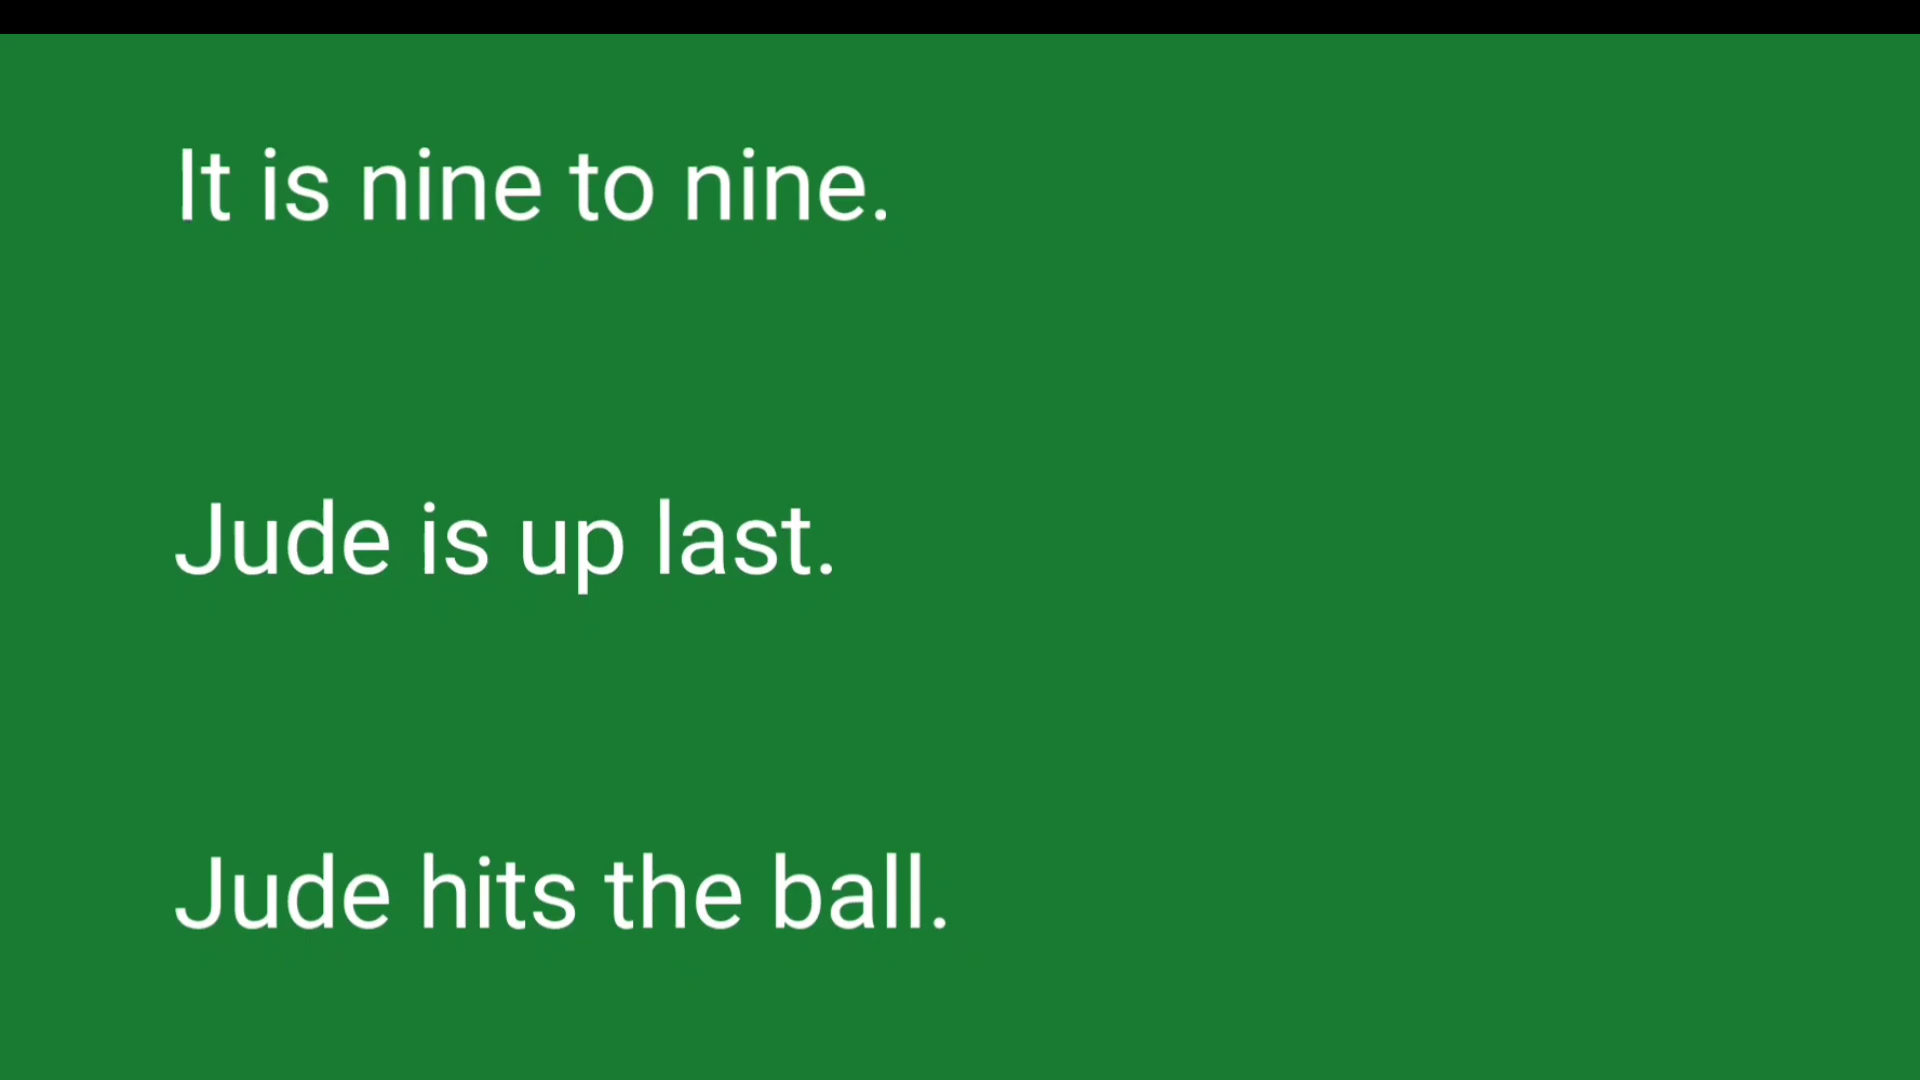 It is nine to nine.
Jude is up last.
Jude hits the ball.